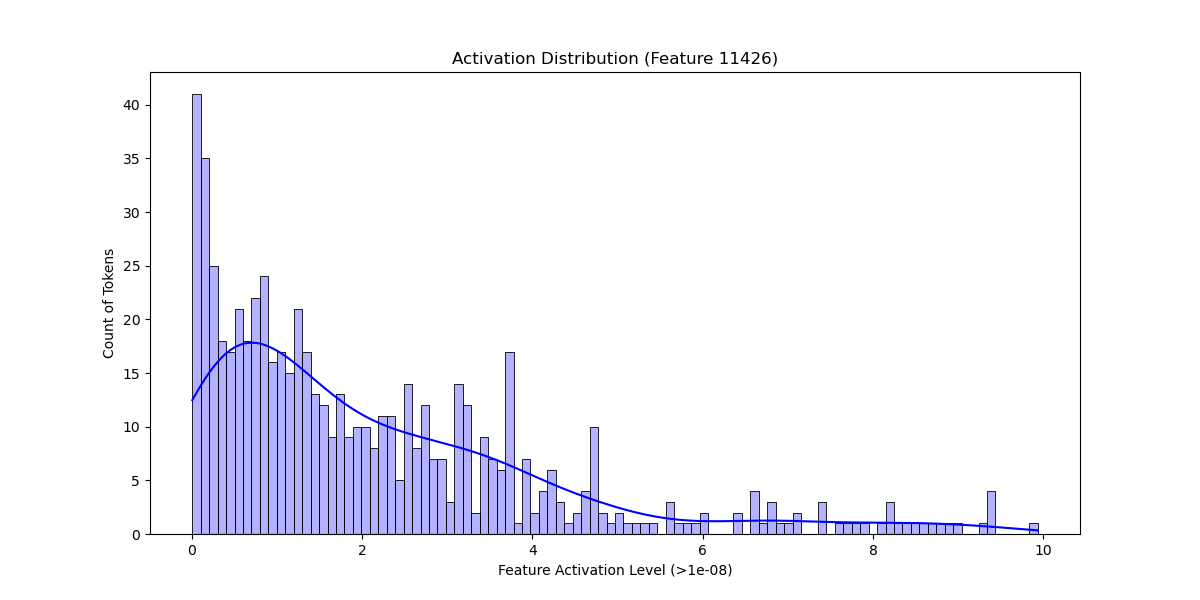 Activation Distribution (Feature 11426)
Count of Tokens
40
35
30
25
20
15
10
5
0
0 2 4 6 8 10
Feature Activation Level (>1e-08)